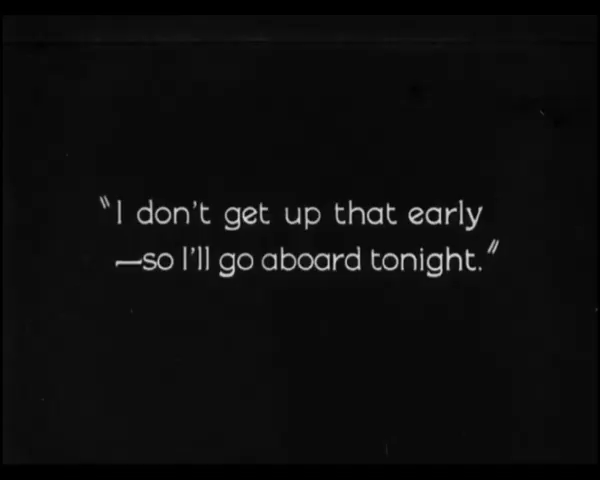 "I don't get up that early
—so I'll go aboard tonight."